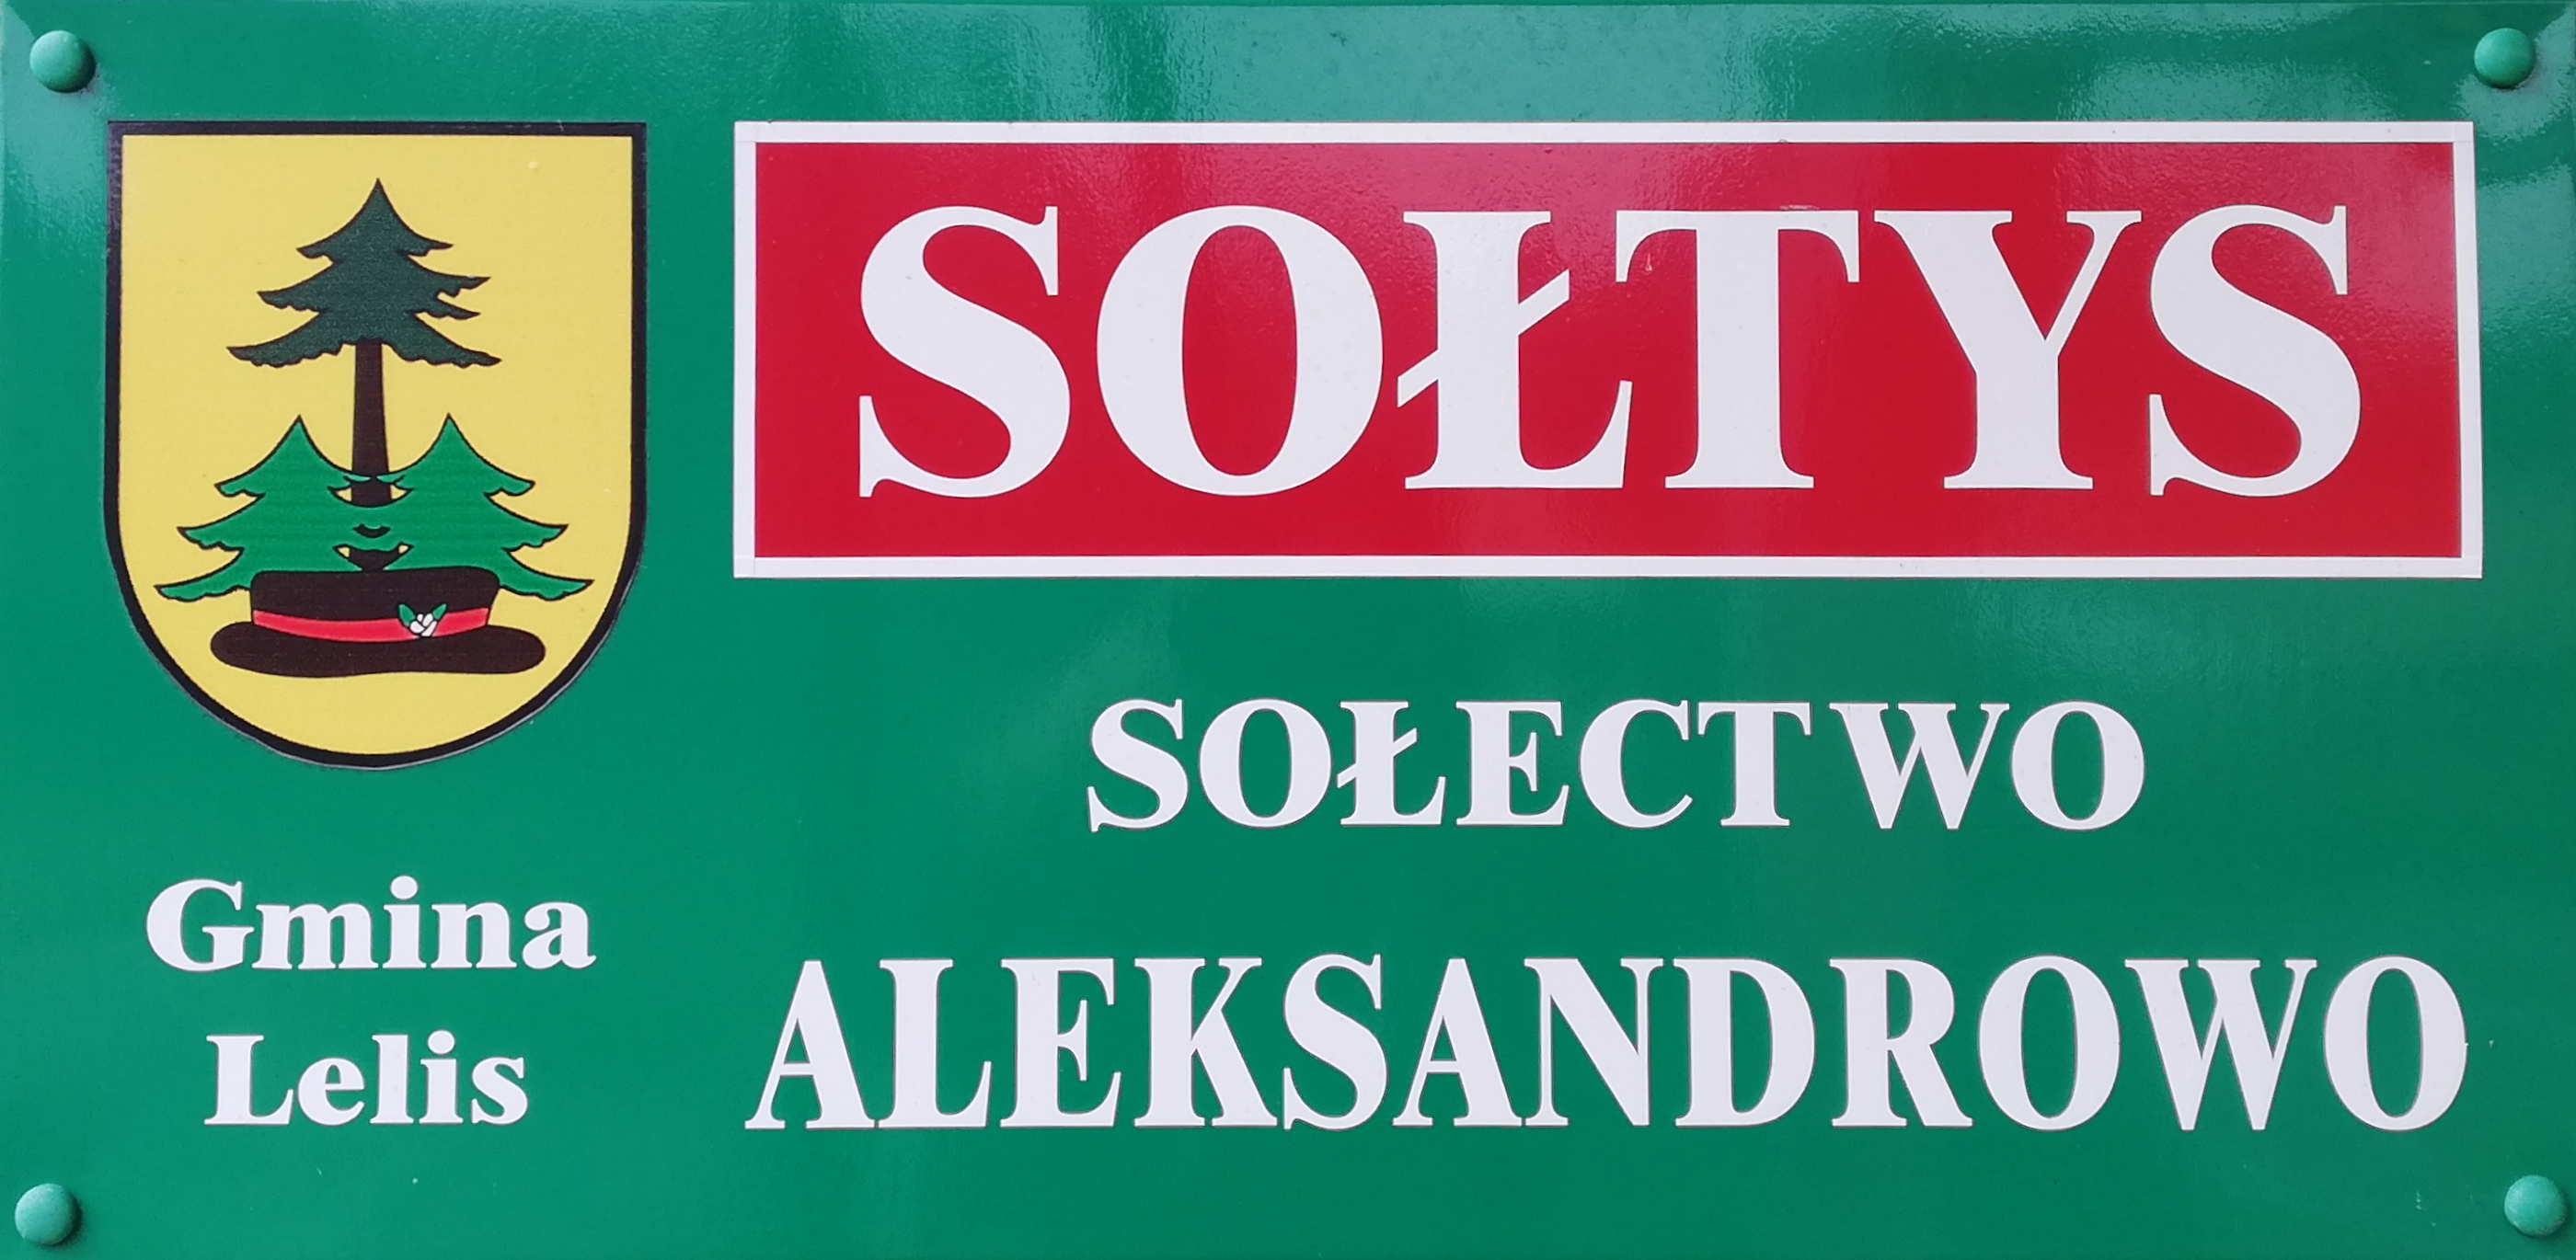 SOŁTYS
SOŁECTWO
ALEKSANDROWO
Gmina
Lelis